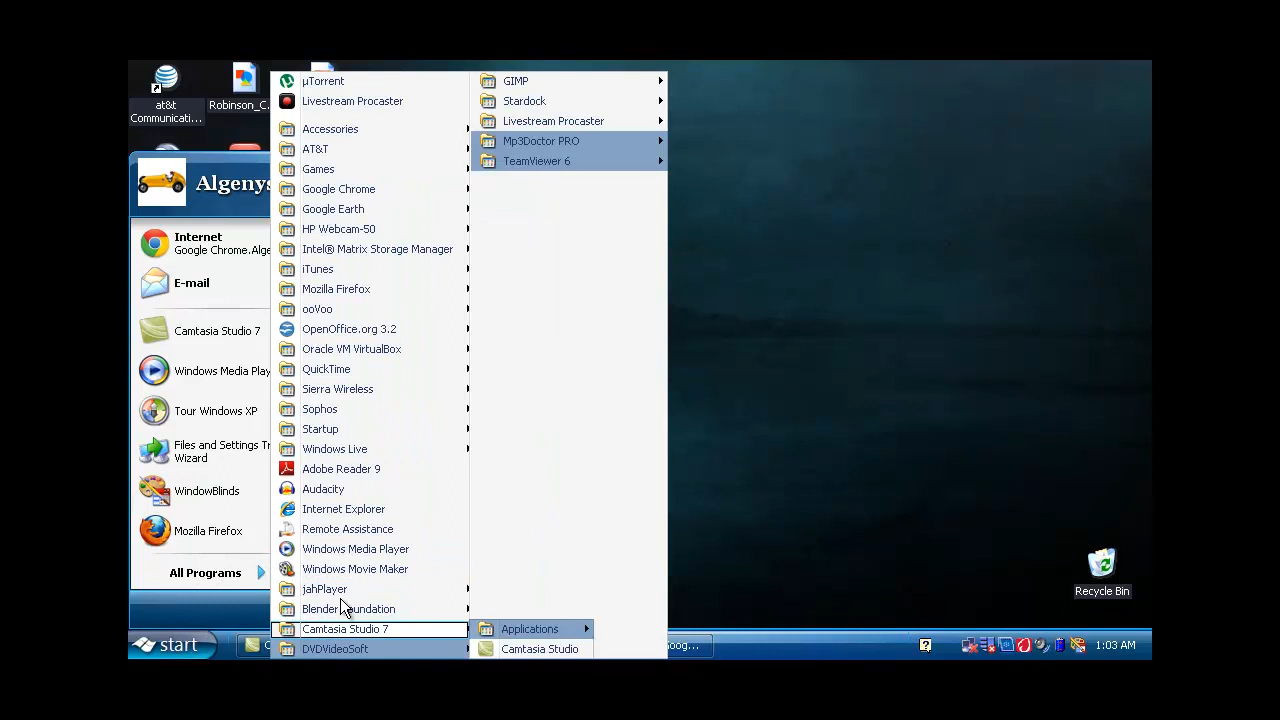 at&t
Communicati...
Robinson_C...
Algenys
Internet
Google Chrome.Alge
E-mail
Camtasia Studio 7
Windows Media Play
Tour Windows XP
Files and Settings Tr
Wizard
WindowBlinds
Mozilla Firefox
All Programs
µTorrent
Livestream Procaster
Accessories
AT&T
Games
Google Chrome
Google Earth
HP Webcam-50
Intel® Matrix Storage Manager
iTunes
Mozilla Firefox
ooVoo
OpenOffice.org 3.2
Oracle VM VirtualBox
QuickTime
Sierra Wireless
Sophos
Startup
Windows Live
Adobe Reader 9
Audacity
Internet Explorer
Remote Assistance
Windows Media Player
Windows Movie Maker
jahPlayer
Blender Foundation
Camtasia Studio 7
DVDVideoSoft
GIMP
Stardock
Livestream Procaster
Mp3Doctor PRO
TeamViewer 6
Applications
Camtasia Studio
Recycle Bin
start
C
oog...
1:03 AM